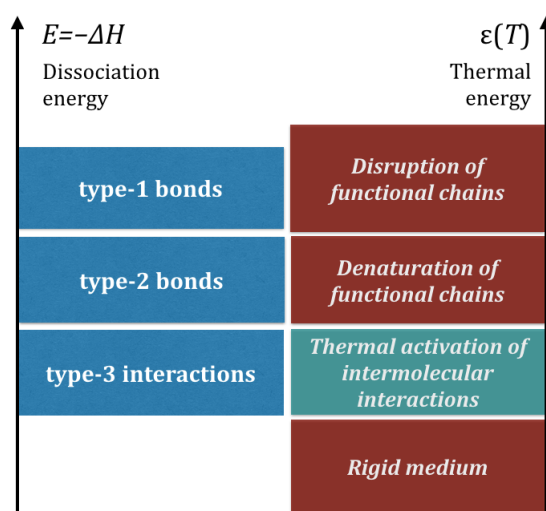 E=–ΔH
Dissociation
energy
ε(T)
Thermal
energy
type-1 bonds
Disruption of
functional chains
type-2 bonds
Denaturation of
functional chains
type-3 interactions
Thermal activation of
intermolecular
interactions
Rigid medium